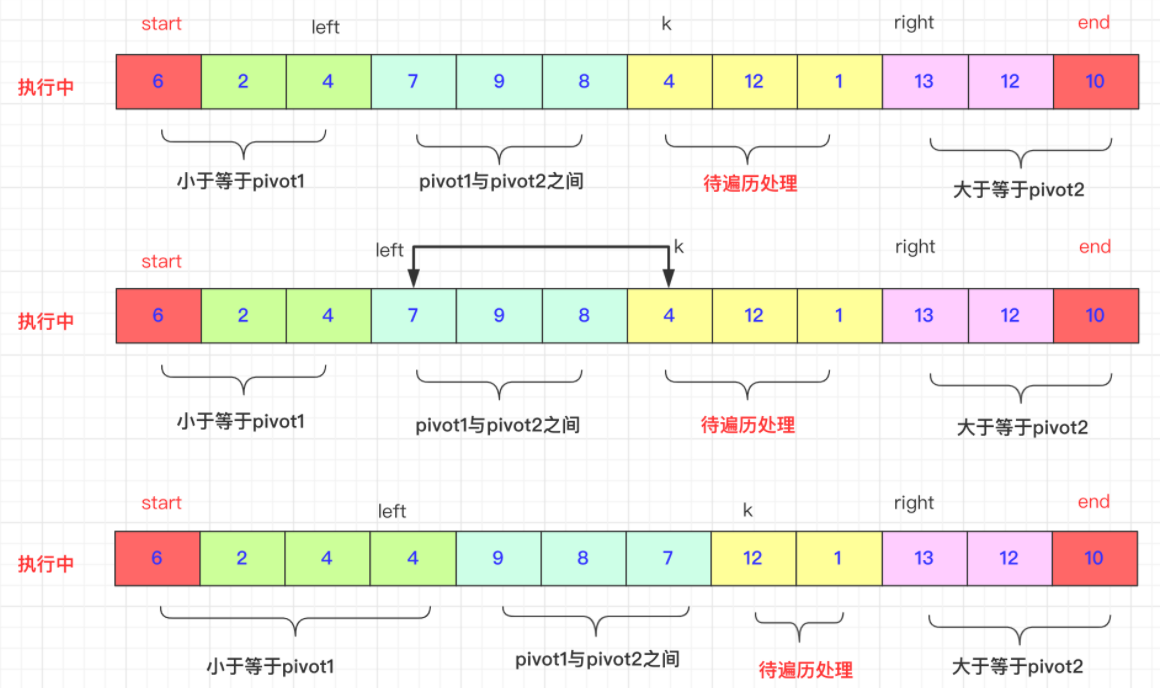 start left k right end
执行中 6 2 4 7 9 8 4 12 1 13 12 10
小于等于pivot1 pivot1与pivot2之间 待遍历处理 大于等于pivot2
start left k right end
执行中 6 2 4 7 9 8 4 12 1 13 12 10
小于等于pivot1 pivot1与pivot2之间 待遍历处理 大于等于pivot2
start left k right end
执行中 6 2 4 4 9 8 7 12 1 13 12 10
小于等于pivot1 pivot1与pivot2之间 待遍历处理 大于等于pivot2